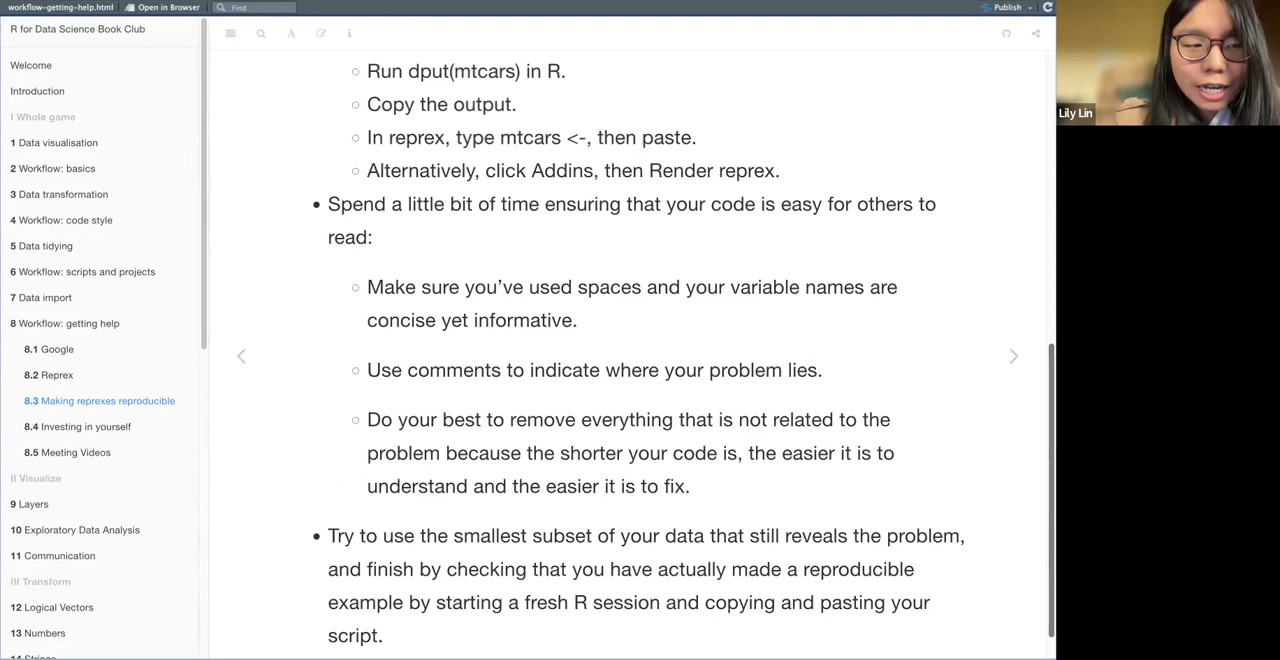 workflow-getting-help.html
Open in Browser
Find
Publish
R for Data Science Book Club
Welcome
Introduction
I Whole game
1 Data visualisation
2 Workflow: basics
3 Data transformation
4 Workflow: code style
5 Data tidying
6 Workflow: scripts and projects
7 Data import
8 Workflow: getting help
8.1 Google
8.2 Reprex
8.3 Making reprexes reproducible
8.4 Investing in yourself
8.5 Meeting Videos
II Visualize
9 Layers
10 Exploratory Data Analysis
11 Communication
III Transform
12 Logical Vectors
13 Numbers
14 Strings
Run dput(mtcars) in R.
Copy the output.
In reprex, type mtcars <-, then paste.
Alternatively, click Addins, then Render reprex.
Spend a little bit of time ensuring that your code is easy for others to
read:
Make sure you’ve used spaces and your variable names are
concise yet informative.
Use comments to indicate where your problem lies.
Do your best to remove everything that is not related to the
problem because the shorter your code is, the easier it is to
understand and the easier it is to fix.
Try to use the smallest subset of your data that still reveals the problem,
and finish by checking that you have actually made a reproducible
example by starting a fresh R session and copying and pasting your
script.
Lily Lin